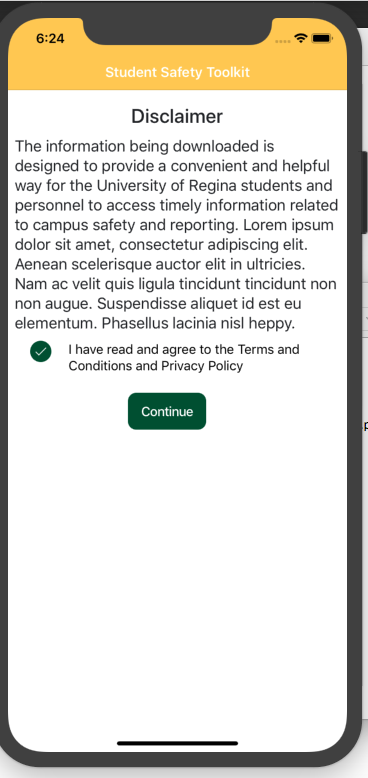 6:24
Student Safety Toolkit
Disclaimer
The information being downloaded is
designed to provide a convenient and helpful
way for the University of Regina students and
personnel to access timely information related
to campus safety and reporting. Lorem ipsum
dolor sit amet, consectetur adipiscing elit.
Aenean scelerisque auctor elit in ultricies.
Nam ac velit quis ligula tincidunt tincidunt non
non augue. Suspendisse aliquet id est eu
elementum. Phasellus lacinia nisl heppy.
I have read and agree to the Terms and
Conditions and Privacy Policy
Continue